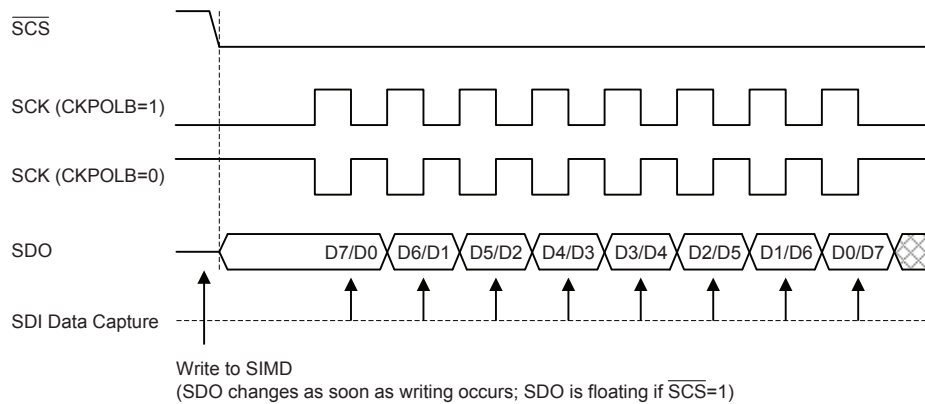 SCS
SCK (CKPOLB=1)
SCK (CKPOLB=0)
SDO
D7/D0 D6/D1 D5/D2 D4/D3 D3/D4 D2/D5 D1/D6 D0/D7
SDI Data Capture
Write to SIMD
(SDO changes as soon as writing occurs; SDO is floating if SCS=1)